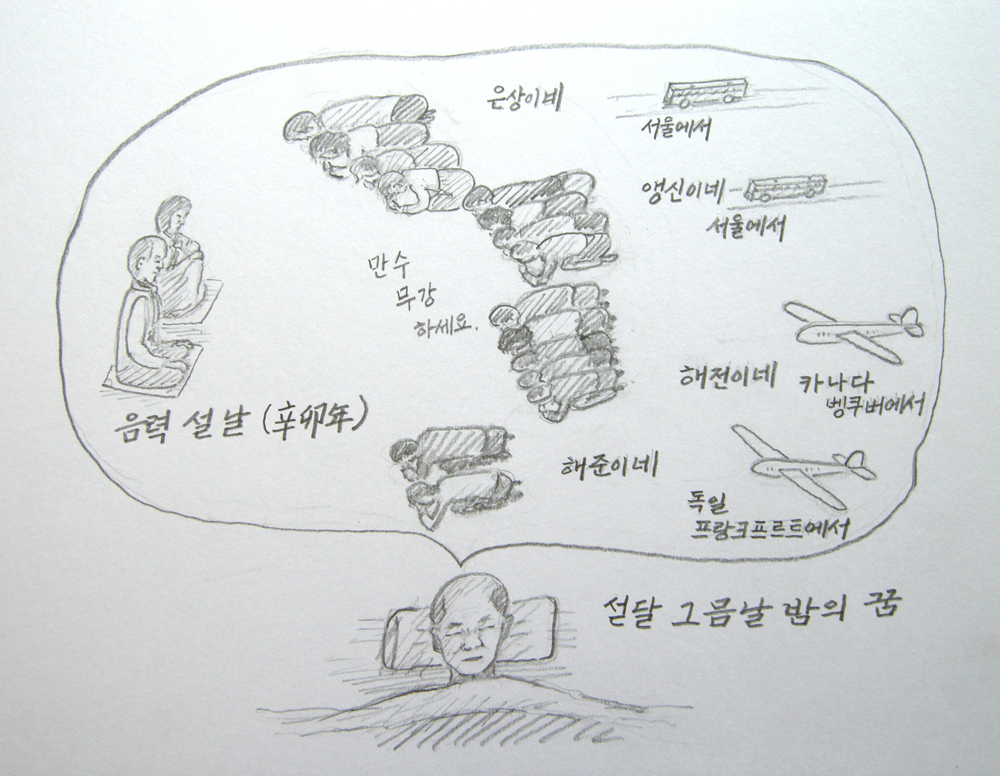 은상이네
서울에서
앵신이네
서울에서
만수
무강
하세요.
해전이네
카나다
벵쿠버에서
음력 설날 (辛卯年)
해준이네
독일
프랑크프르트에서
섣달 그믐날 밤의 꿈